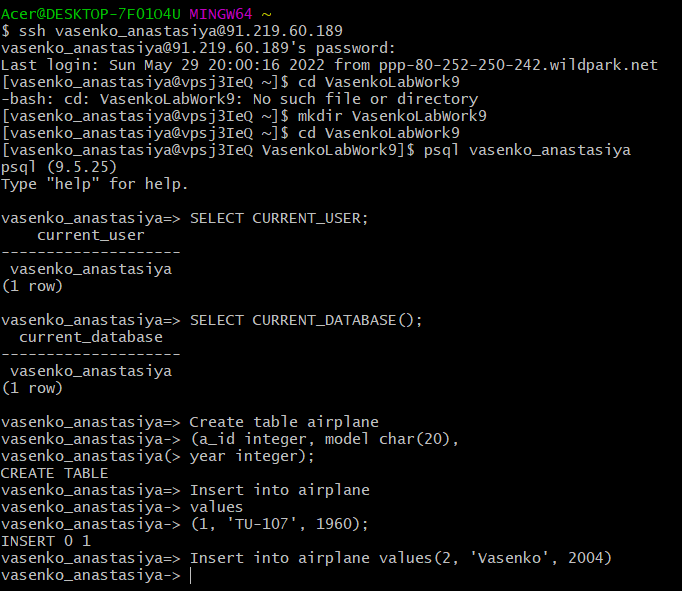 Acer@DESKTOP-7F01O4U MINGW64 ~
$ ssh vasenko_anastasiya@91.219.60.189
vasenko_anastasiya@91.219.60.189's password:
Last login: Sun May 29 20:00:16 2022 from ppp-80-252-250-242.wildpark.net
[vasenko_anastasiya@vpsj3IeQ ~]$ cd VasenkoLabWork9
-bash: cd: VasenkoLabWork9: No such file or directory
[vasenko_anastasiya@vpsj3IeQ ~]$ mkdir VasenkoLabWork9
[vasenko_anastasiya@vpsj3IeQ ~]$ cd VasenkoLabWork9
[vasenko_anastasiya@vpsj3IeQ VasenkoLabWork9]$ psql vasenko_anastasiya
psql (9.5.25)
Type "help" for help.
vasenko_anastasiya=> SELECT CURRENT_USER;
current_user
--------------------
vasenko_anastasiya
(1 row)
vasenko_anastasiya=> SELECT CURRENT_DATABASE();
current_database
--------------------
vasenko_anastasiya
(1 row)
vasenko_anastasiya=> Create table airplane
vasenko_anastasiya-> (a_id integer, model char(20),
vasenko_anastasiya(> year integer);
CREATE TABLE
vasenko_anastasiya=> Insert into airplane
vasenko_anastasiya-> values
vasenko_anastasiya-> (1, 'TU-107', 1960);
INSERT 0 1
vasenko_anastasiya=> Insert into airplane values(2, 'Vasenko', 2004)
vasenko_anastasiya->